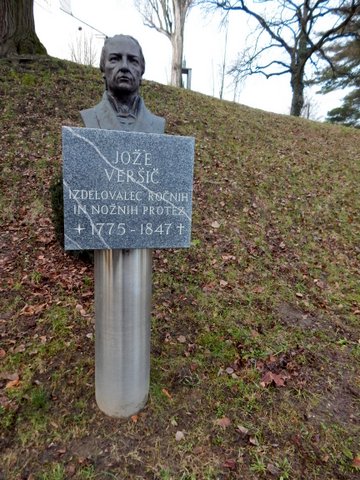 JOŽE
VERŠIČ
IZDELOVALEC ROČNIH
IN NOŽNIH PROTEZ
+ 1775 - 1847 +